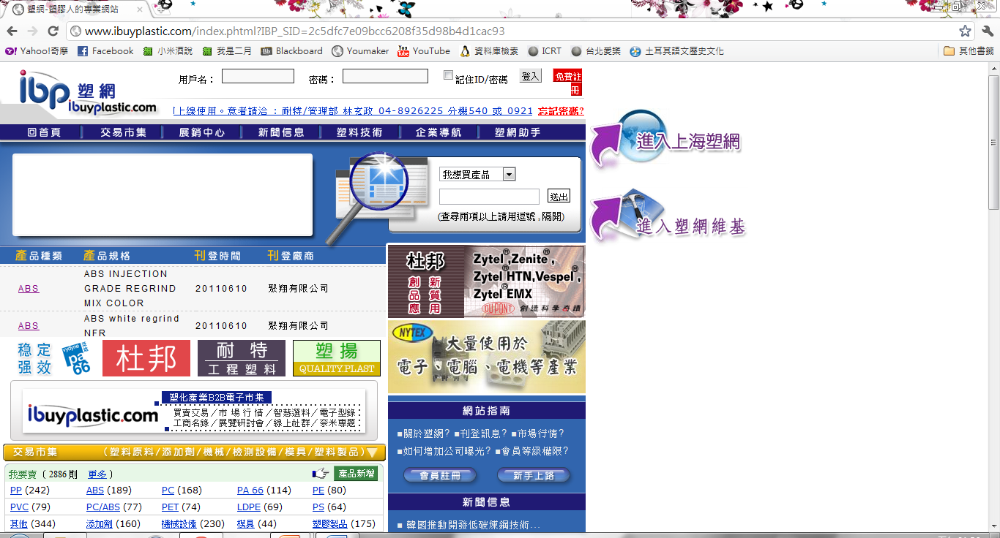 塑網-塑膠人的專業網站
www.ibuyplastic.com/index.phtml?IBP_SID=2c5dfc7e09bcc6208f35d98b4d1cac93
Yahoo!奇摩 Facebook 小米酒說 我是二月 Blackboard Youmaker YouTube 資料庫檢索 ICRT 台北愛樂 土耳其語文歷史文化 其他書籤
ibp 塑網
ibuyplastic.com
用戶名： 密碼： 記住ID/密碼 登入 免費註冊
上線使用。意者請洽 : 耐特/管理部 林玄政 04-8926225 分機540 或 0921 忘記密碼?
回首頁 交易市集 展銷中心 新聞信息 塑料技術 企業導航 塑網助手
進入上海塑網
進入塑網維基
我想買產品
送出
(查尋兩項以上請用逗號 , 隔開)
產品種類 產品規格 刊登時間 刊登廠商
ABS ABS INJECTION GRADE REGRIND MIX COLOR 20110610 聚翔有限公司
ABS ABS white regrind NFR 20110610 聚翔有限公司
杜邦 創新品質應用
Zytel®,Zenite®,
Zytel®HTN,Vespel®,
Zytel®EMX
DUPONT 創造科學奇蹟
NYTEX
大量使用於
電子、電腦、電機等產業
稳定
强效
vydyne pa66
杜邦
耐特
工程塑料
塑揚
QUALITY.PLAST
ibuyplastic.com
塑化產業B2B電子市集
買賣交易／市場行情／智慧選料／電子型錄
工商名錄／展覽研討會／線上社群／奈米專題
交易市集 (塑料原料/添加劑/機械/檢測設備/模具/塑料製品)
我要賣 ( 2886 則 更多 ) 產品新增
PP (242) ABS (189) PC (168) PA 66 (114) PE (80)
PVC (79) PC/ABS (77) PET (74) LDPE (69) PS (64)
其他 (344) 添加劑 (160) 機械設備 (230) 模具 (44) 塑膠製品 (175)
網站指南
■關於塑網? ■刊登訊息? ■市場行情?
■如何增加公司曝光? ■會員等級權限?
會員註冊 新手上路
新聞信息
■ 韓國推動開發低碳煉鋼技術...